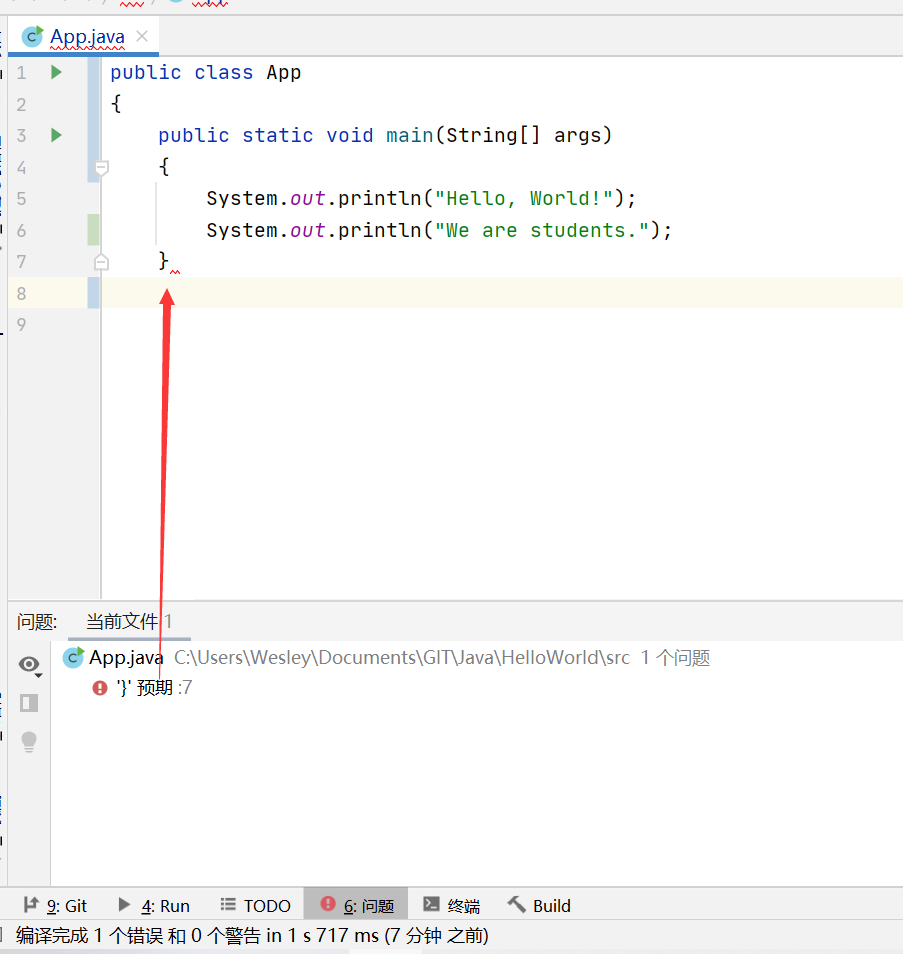 App.java
1 public class App
2 {
3 public static void main(String[] args)
4 {
5 System.out.println("Hello, World!");
6 System.out.println("We are students.");
7 }
8
9
问题: 当前文件 1
App.java C:\Users\Wesley\Documents\GIT\Java\HelloWorld\src 1 个问题
'}' 预期 :7
9: Git 4: Run TODO 6: 问题 终端 Build
编译完成 1 个错误 和 0 个警告 in 1 s 717 ms (7 分钟 之前)